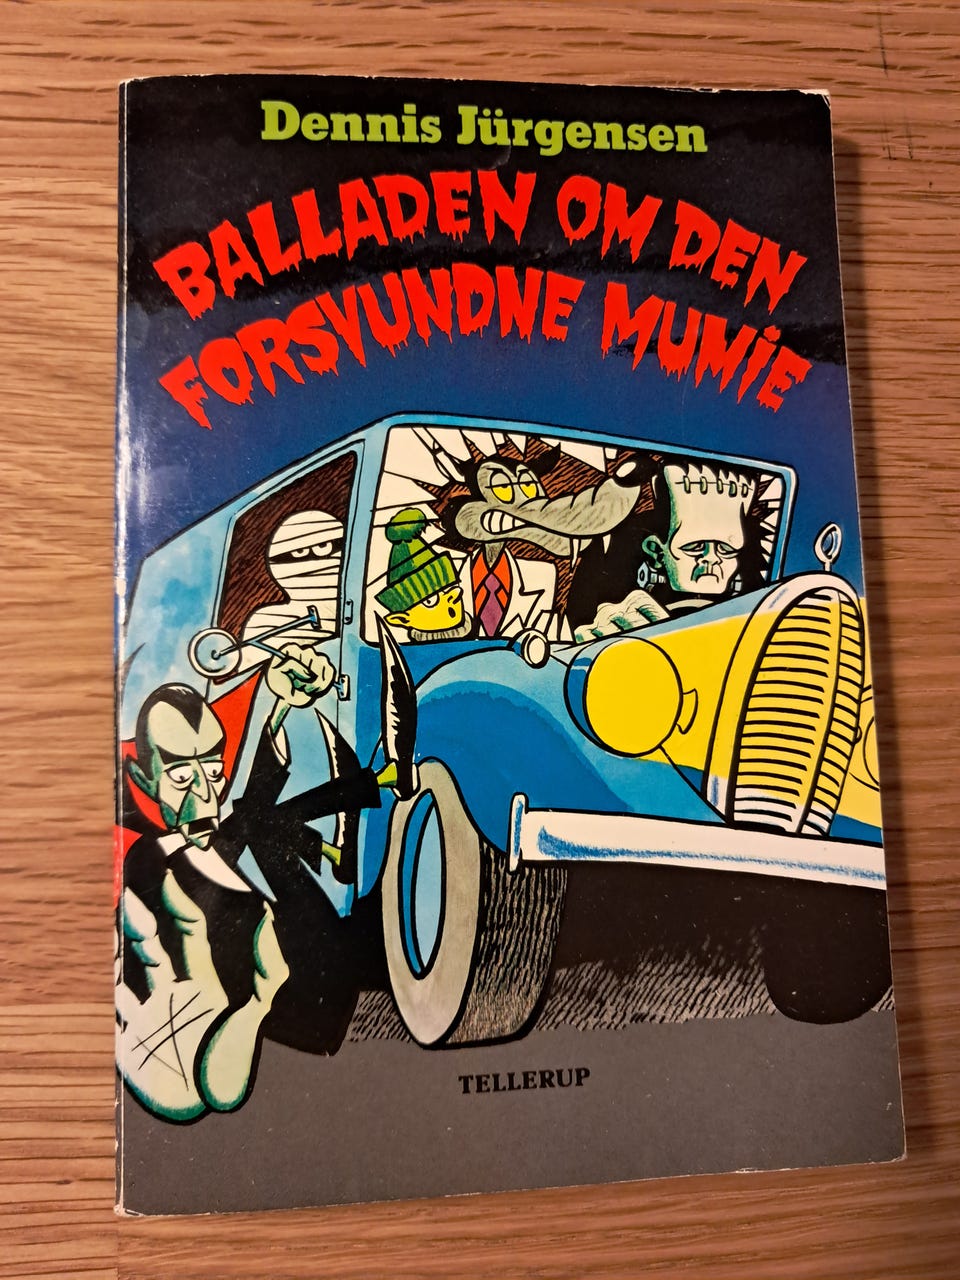 Dennis Jürgensen
BALLADEN OM DEN
FORSVUNDNE MUMIE
TELLERUP